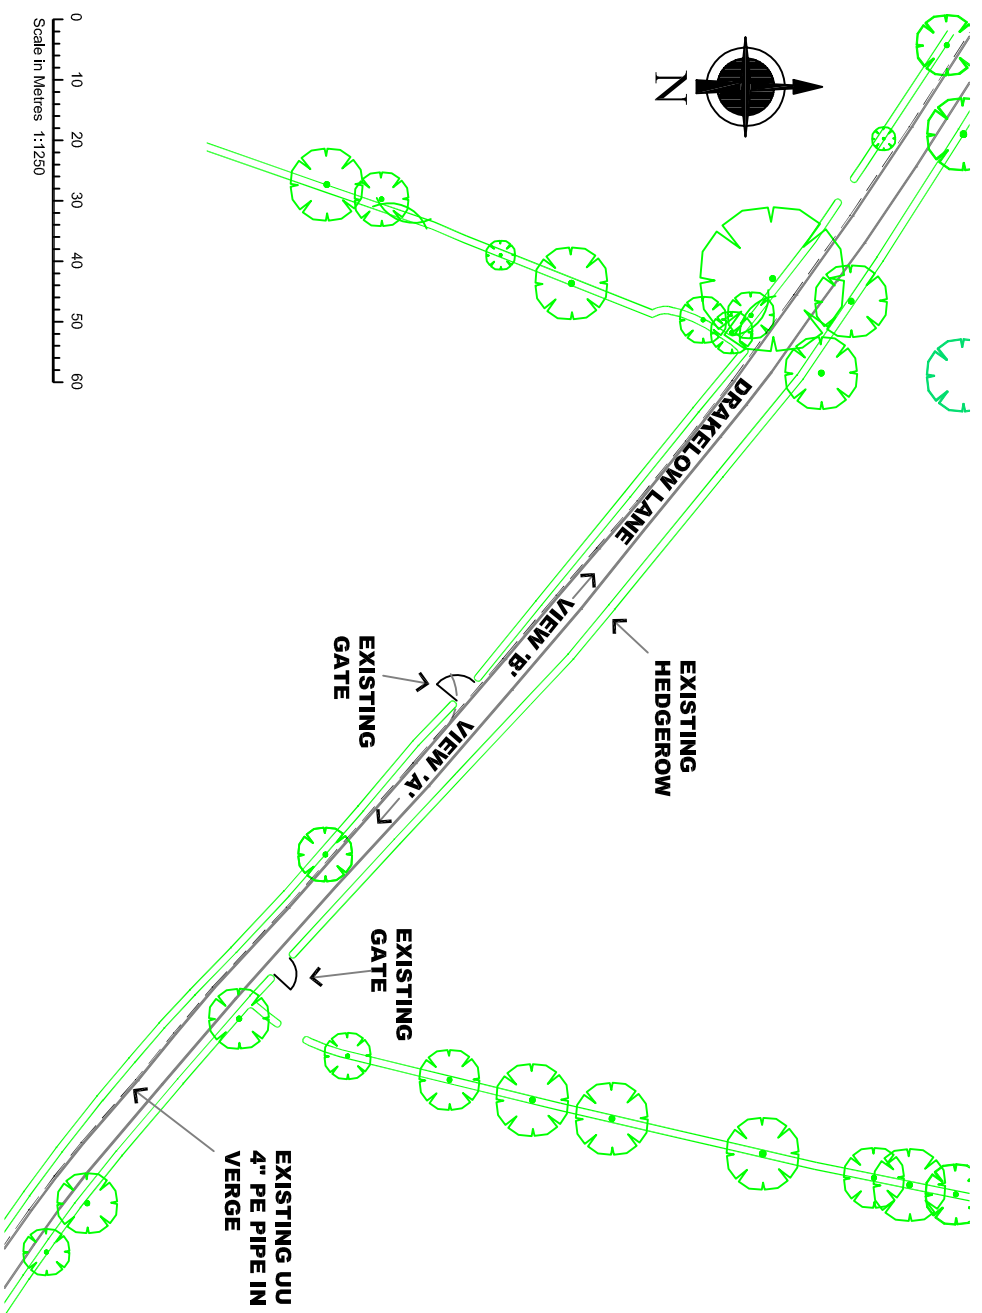 0 10 20 30 40 50 60
Scale in Metres 1:1250
N
DRAKELOW LANE
VIEW 'B'
EXISTING
HEDGEROW
EXISTING
GATE
VIEW 'A'
EXISTING
GATE
EXISTING UU
4" PE PIPE IN
VERGE